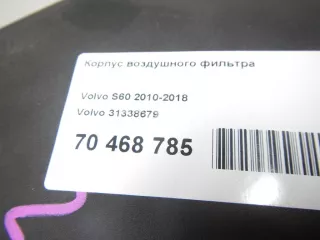 Корпус воздушного фильтра
Volvo S60 2010-2018
Volvo 31338679
70 468 785